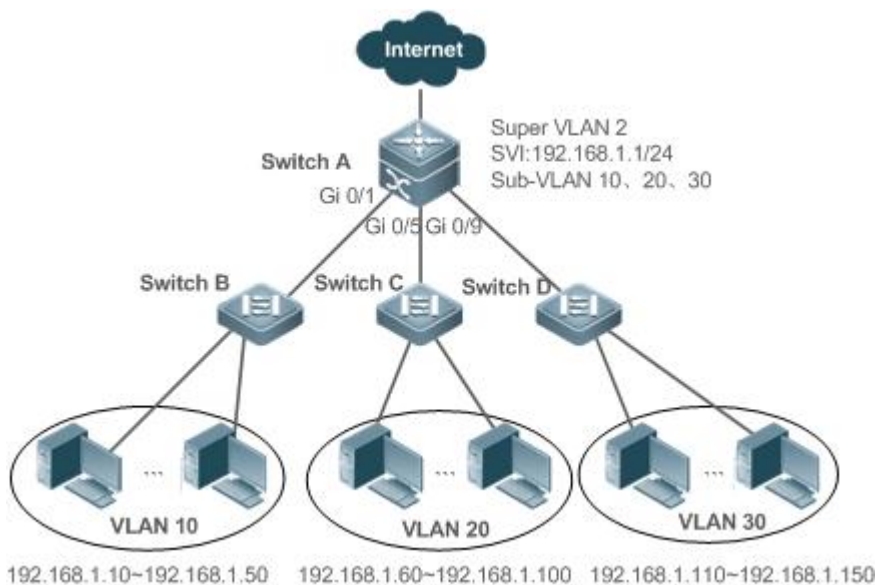 Internet
Super VLAN 2
SVI:192.168.1.1/24
Sub-VLAN 10、20、30
Switch A
Gi 0/1
Gi 0/5 Gi 0/9
Switch B
Switch C
Switch D
...
...
...
VLAN 10
VLAN 20
VLAN 30
192.168.1.10~192.168.1.50
192.168.1.60~192.168.1.100
192.168.1.110~192.168.1.150